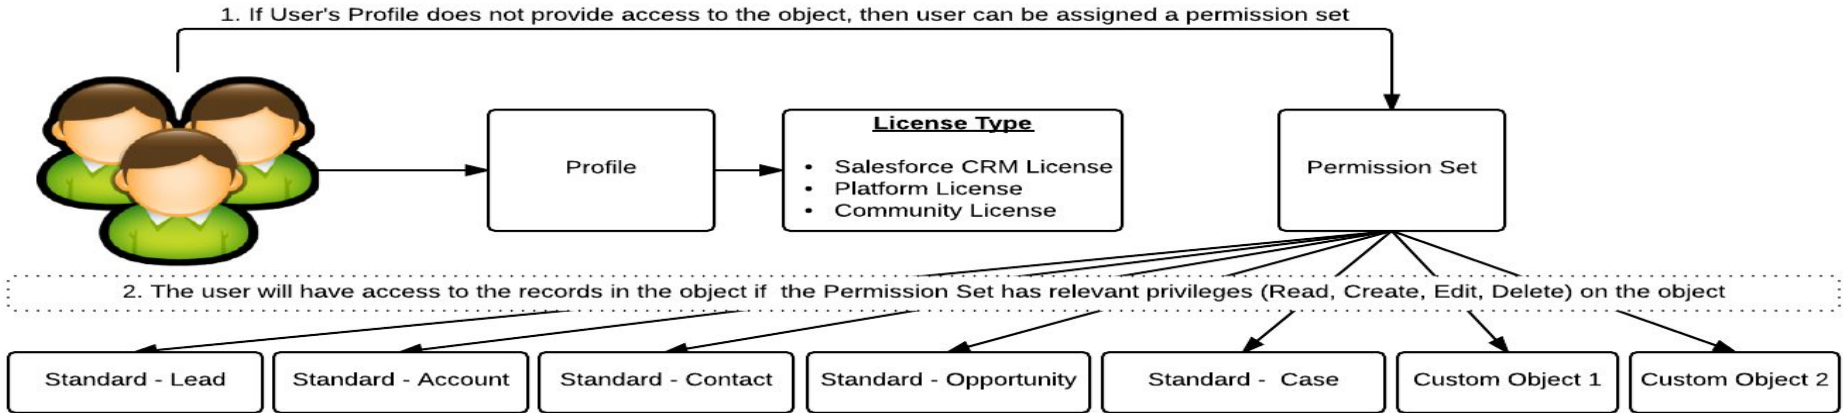 1. If User's Profile does not provide access to the object, then user can be assigned a permission set
Profile
License Type
• Salesforce CRM License
• Platform License
• Community License
Permission Set
2. The user will have access to the records in the object if  the Permission Set has relevant privileges (Read, Create, Edit, Delete) on the object
Standard - Lead
Standard - Account
Standard - Contact
Standard - Opportunity
Standard -  Case
Custom Object 1
Custom Object 2